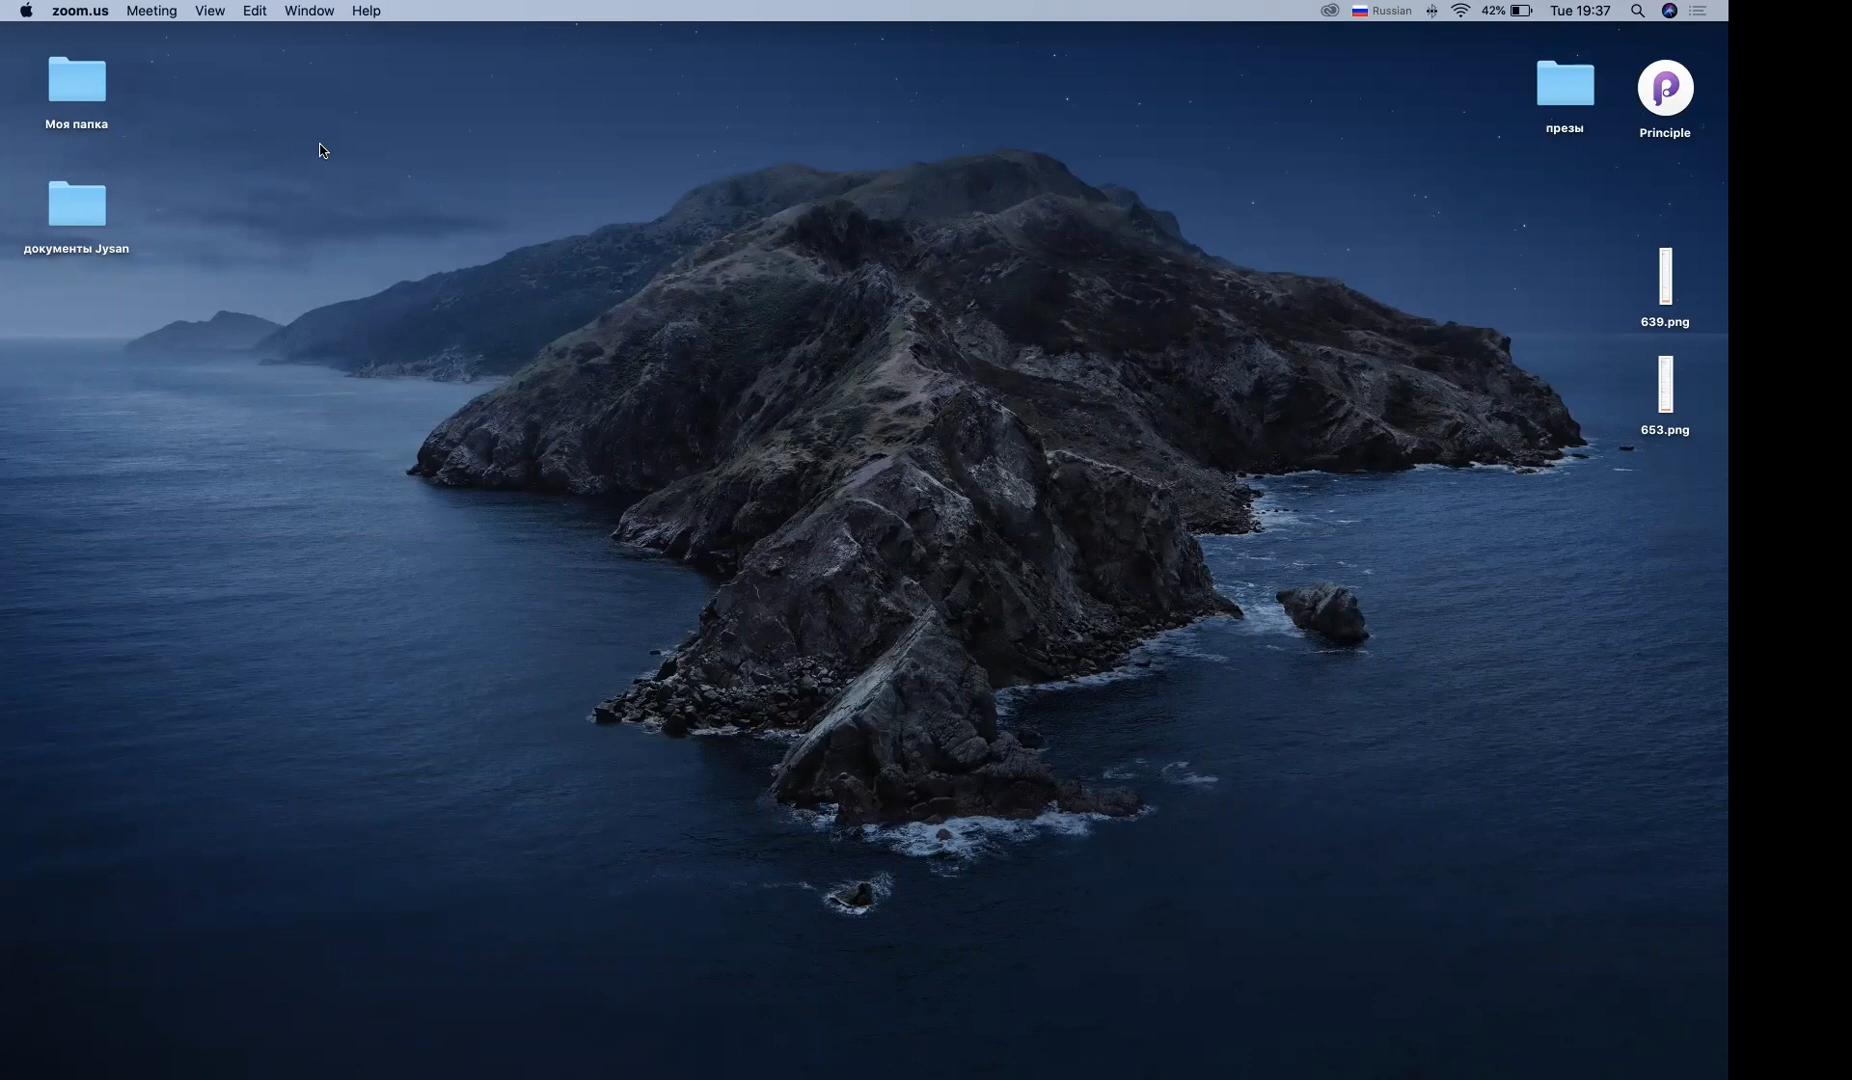 zoom.us Meeting View Edit Window Help Russian 42% Tue 19:37
Моя папка
документы Jysan
презы
Principle
639.png
653.png